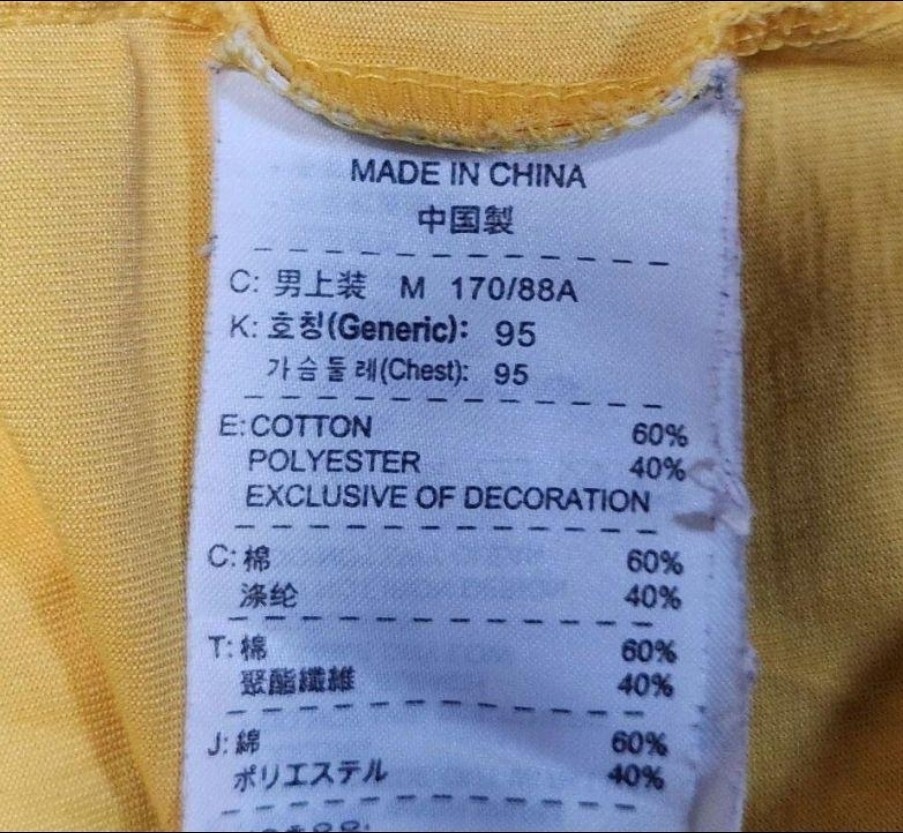 MADE IN CHINA
中国製
C: 男上装 M 170/88A
K: 호칭(Generic): 95
가슴둘레(Chest): 95
E: COTTON 60%
POLYESTER 40%
EXCLUSIVE OF DECORATION
C: 棉 60%
涤纶 40%
T: 棉 60%
聚酯纖維 40%
J: 綿 60%
ポリエステル 40%